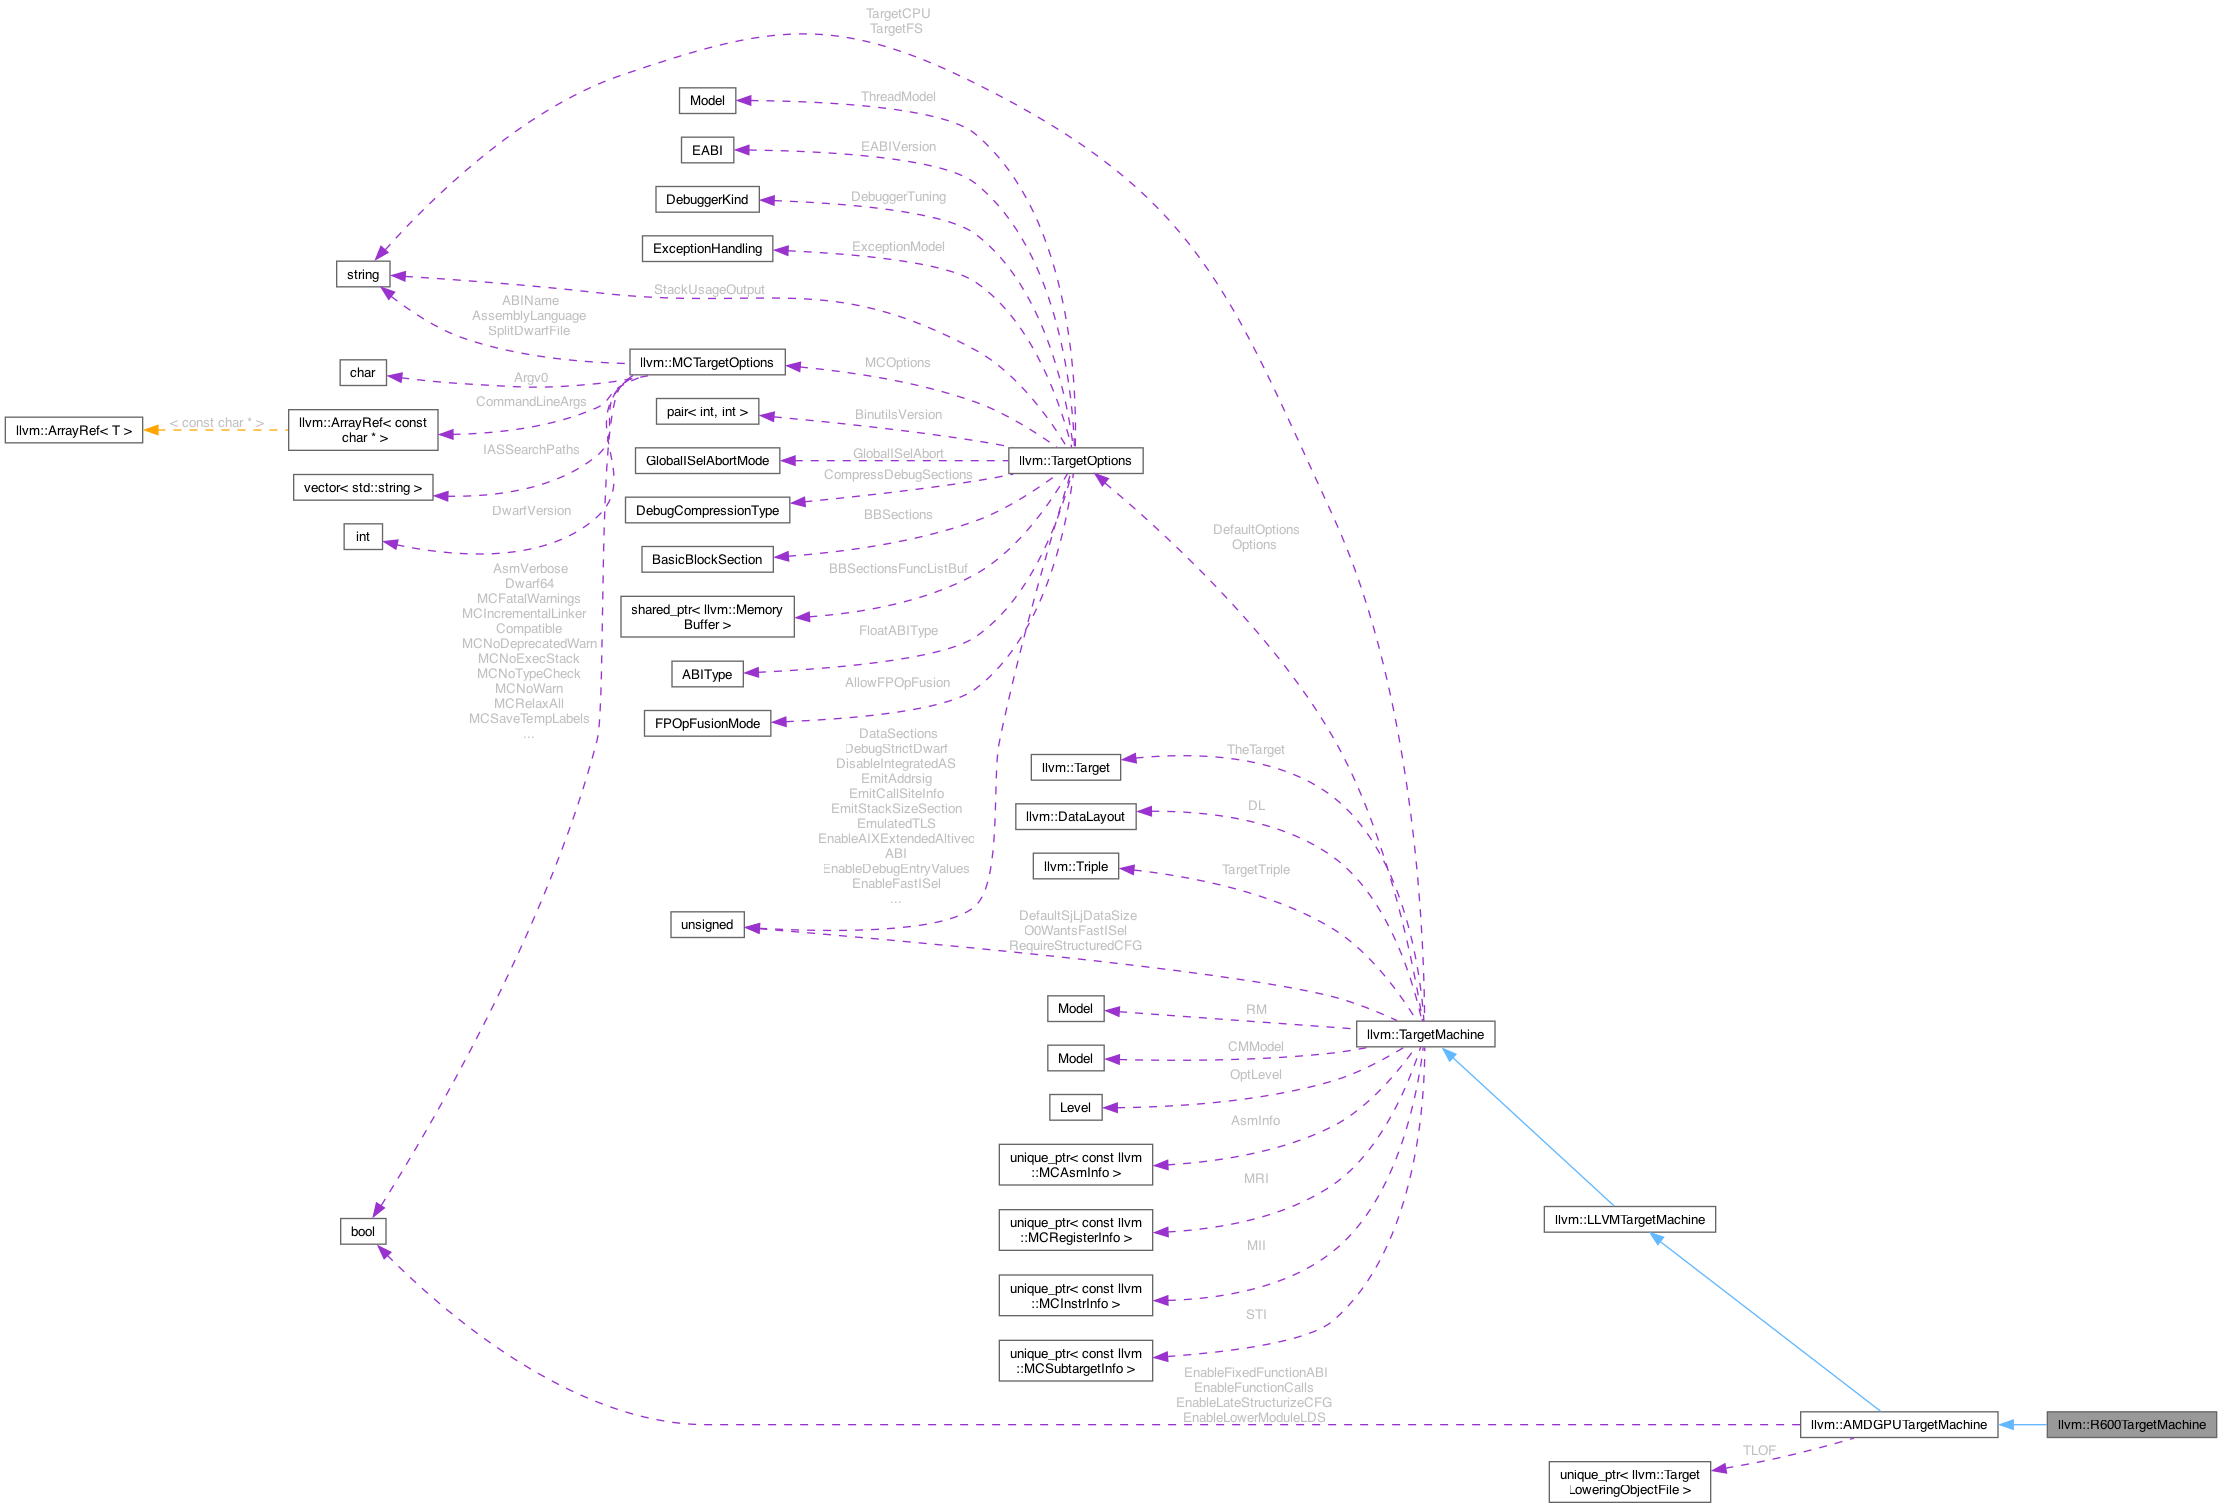 TargetCPU
TargetFS
Model
ThreadModel
EABI
EABIVersion
DebuggerKind
DebuggerTuning
ExceptionHandling
ExceptionModel
string
StackUsageOutput
ABIName
AssemblyLanguage
SplitDwarfFile
llvm::MCTargetOptions
MCOptions
char
Argv0
CommandLineArgs
pair< int, int >
BinutilsVersion
llvm::ArrayRef< T >
< const char * >
llvm::ArrayRef< const
char * >
IASSearchPaths
GlobalISelAbortMode
GlobalISelAbort
llvm::TargetOptions
CompressDebugSections
vector< std::string >
DebugCompressionType
DwarfVersion
BBSections
int
BasicBlockSection
DefaultOptions
Options
AsmVerbose
Dwarf64
MCFatalWarnings
MCIncrementalLinker
Compatible
MCNoDeprecatedWarn
MCNoExecStack
MCNoTypeCheck
MCNoWarn
MCRelaxAll
MCSaveTempLabels
...
BBSectionsFuncListBuf
shared_ptr< llvm::Memory
Buffer >
FloatABIType
ABIType
AllowFPOpFusion
FPOpFusionMode
DataSections
DebugStrictDwarf
DisableIntegratedAS
EmitAddrsig
EmitCallSiteInfo
EmitStackSizeSection
EmulatedTLS
EnableAIXExtendedAltivec
ABI
EnableDebugEntryValues
EnableFastISel
...
llvm::Target
TheTarget
llvm::DataLayout
DL
llvm::Triple
TargetTriple
unsigned
DefaultSjLjDataSize
O0WantsFastISel
RequireStructuredCFG
Model
RM
llvm::TargetMachine
Model
CMModel
OptLevel
Level
AsmInfo
unique_ptr< const llvm
::MCAsmInfo >
MRI
unique_ptr< const llvm
::MCRegisterInfo >
bool
llvm::LLVMTargetMachine
MII
unique_ptr< const llvm
::MCInstrInfo >
STI
unique_ptr< const llvm
::MCSubtargetInfo >
EnableFixedFunctionABI
EnableFunctionCalls
EnableLateStructurizeCFG
EnableLowerModuleLDS
llvm::AMDGPUTargetMachine
llvm::R600TargetMachine
TLOF
unique_ptr< llvm::Target
LoweringObjectFile >